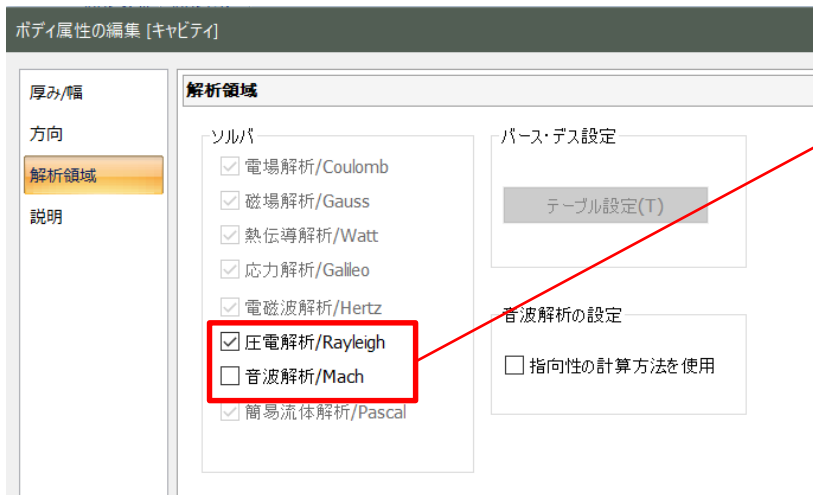 ボディ属性の編集 [キャビティ]
厚み/幅
方向
解析領域
説明
解析領域
ソルバ
電場解析/Coulomb
磁場解析/Gauss
熱伝導解析/Watt
応力解析/Galileo
電磁波解析/Hertz
圧電解析/Rayleigh
音波解析/Mach
簡易流体解析/Pascal
バース・デス設定
テーブル設定(T)
音波解析の設定
指向性の計算方法を使用